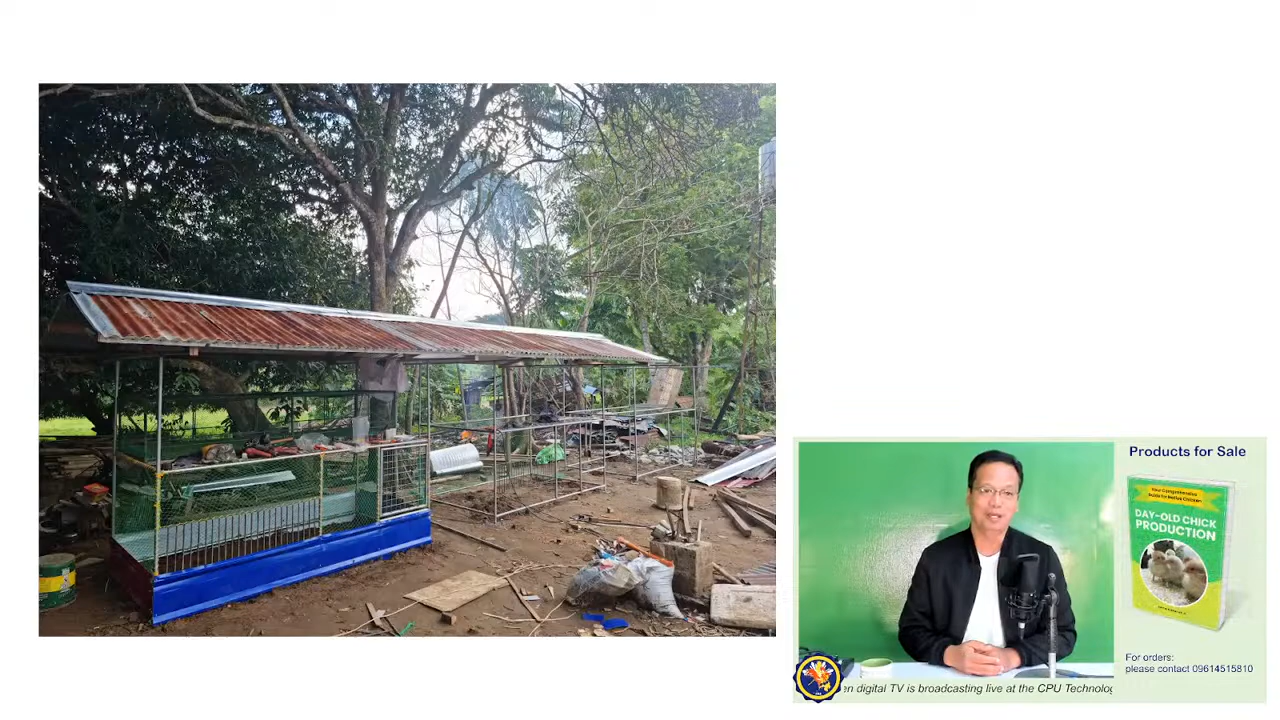 Products for Sale
Your Comprehensive
Guide for Native Chicken
DAY-OLD CHICK
PRODUCTION
For orders:
please contact 09614515810
en digital TV is broadcasting live at the CPU Technolog